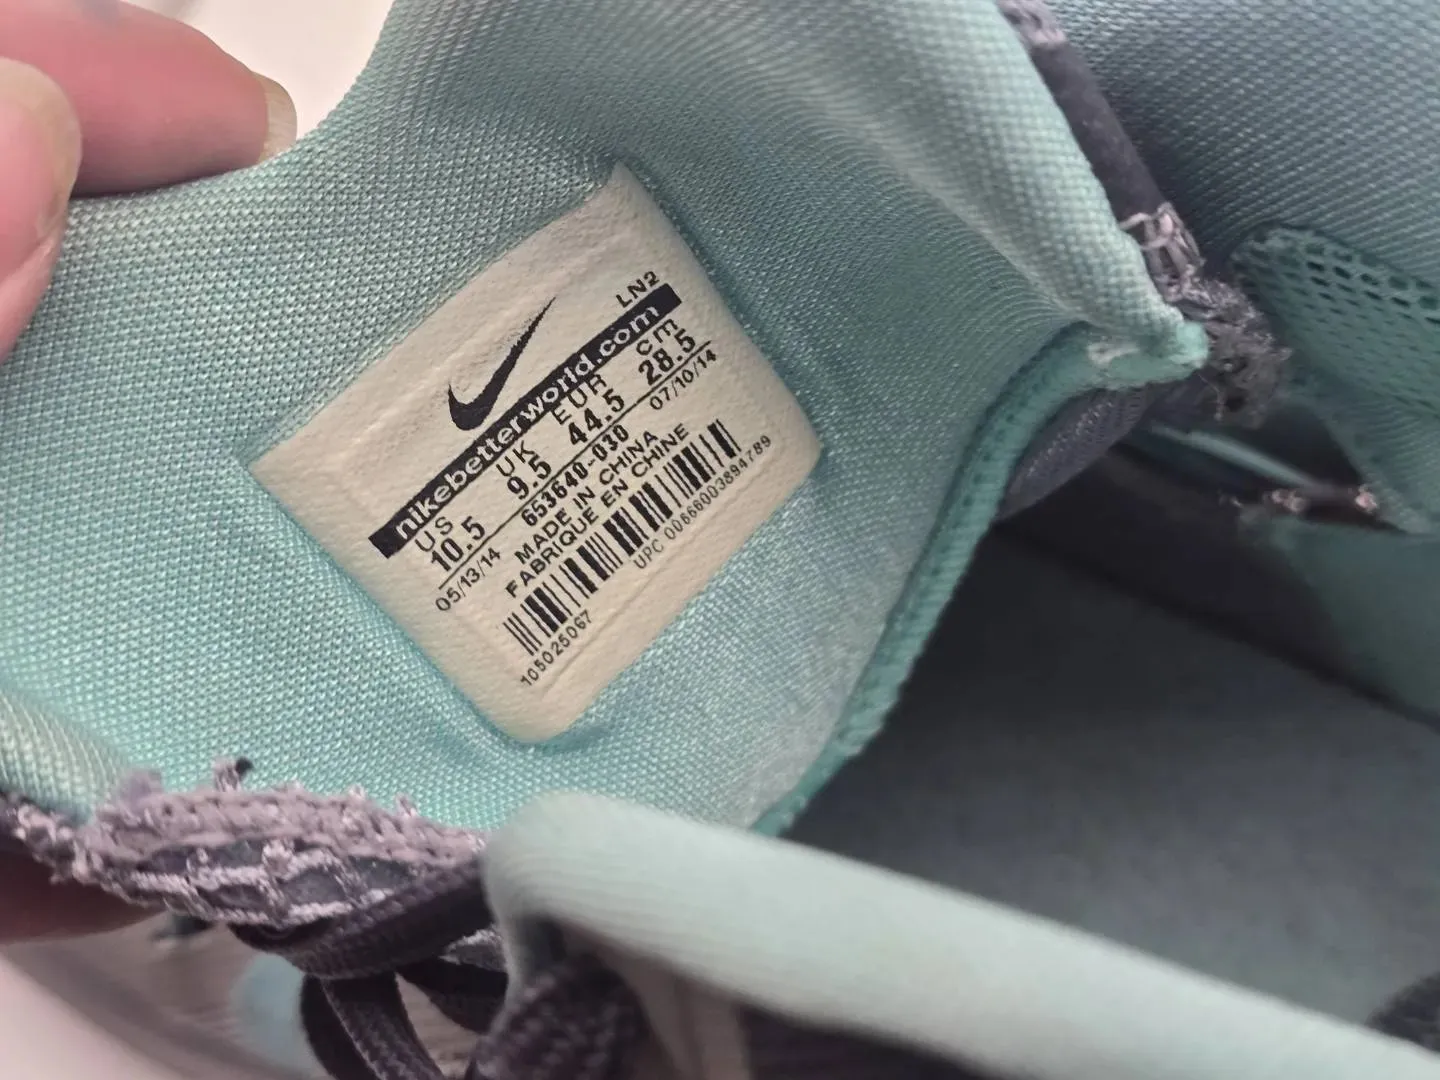 LN2
nikebetterworld.com
US UK EUR cm
10.5 9.5 44.5 28.5
05/13/14 653640-030 07/10/14
MADE IN CHINA
FABRIQUE EN CHINE
UPC 00666003894789
105025067